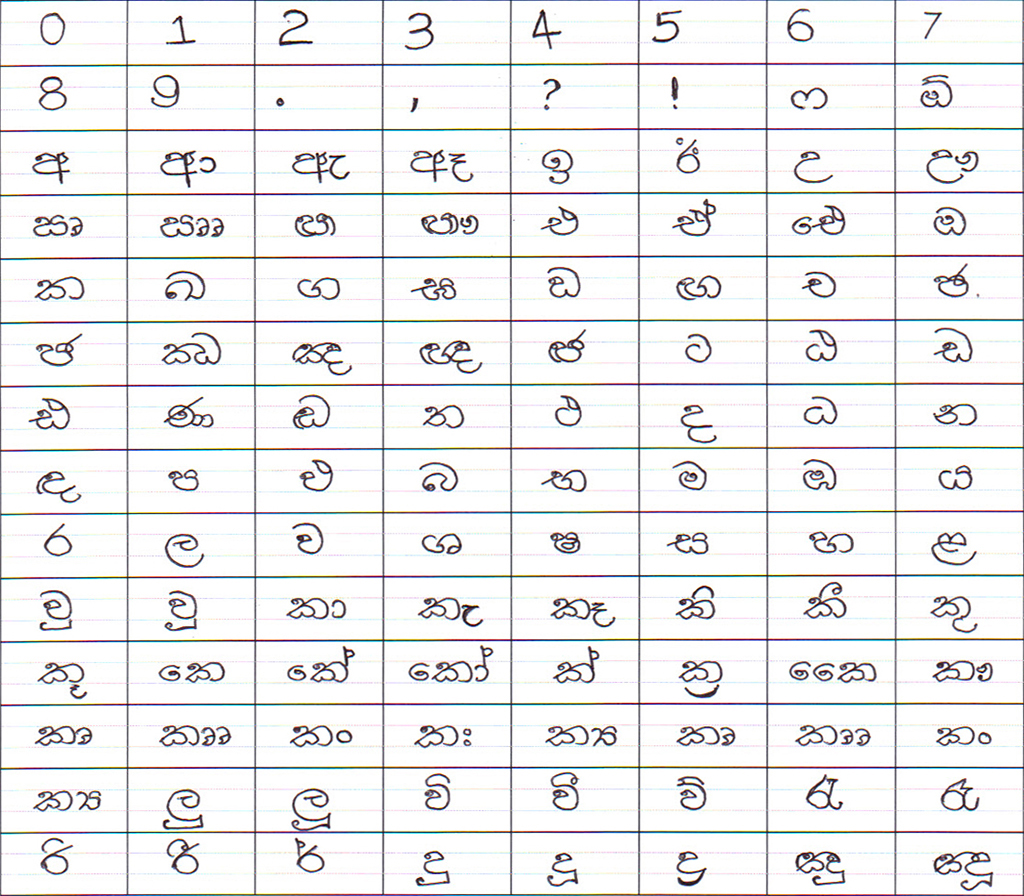 0 1 2 3 4 5 6 7
8 9 . , ? ! ෆ ඕ
අ ආ ඇ ඈ ඉ ඊ උ ඌ
ඍ ඎ ඏ ඐ එ ඒ ඓ ඔ
ක ඛ ග ඝ ඞ ඟ ච ඡ
ජ ඣ ඤ ඥ ඦ ට ඨ ඩ
ඪ ණ ඬ ත ථ ද ධ න
ඳ ප ඵ බ භ ම ඹ ය
ර ල ව ශ ෂ ස හ ළ
වු වූ කා කැ කෑ කි කී කු
කූ කෙ කේ කෝ ක් ක්‍ර කෛ කෟ
කෘ කෲ කං කඃ ක්‍ය කෘ කෲ කං
ක්‍ය ලු ලූ වි වී ව් රැ රෑ
රි රී ර් දු දූ ද්‍ර ඤු ඤූ